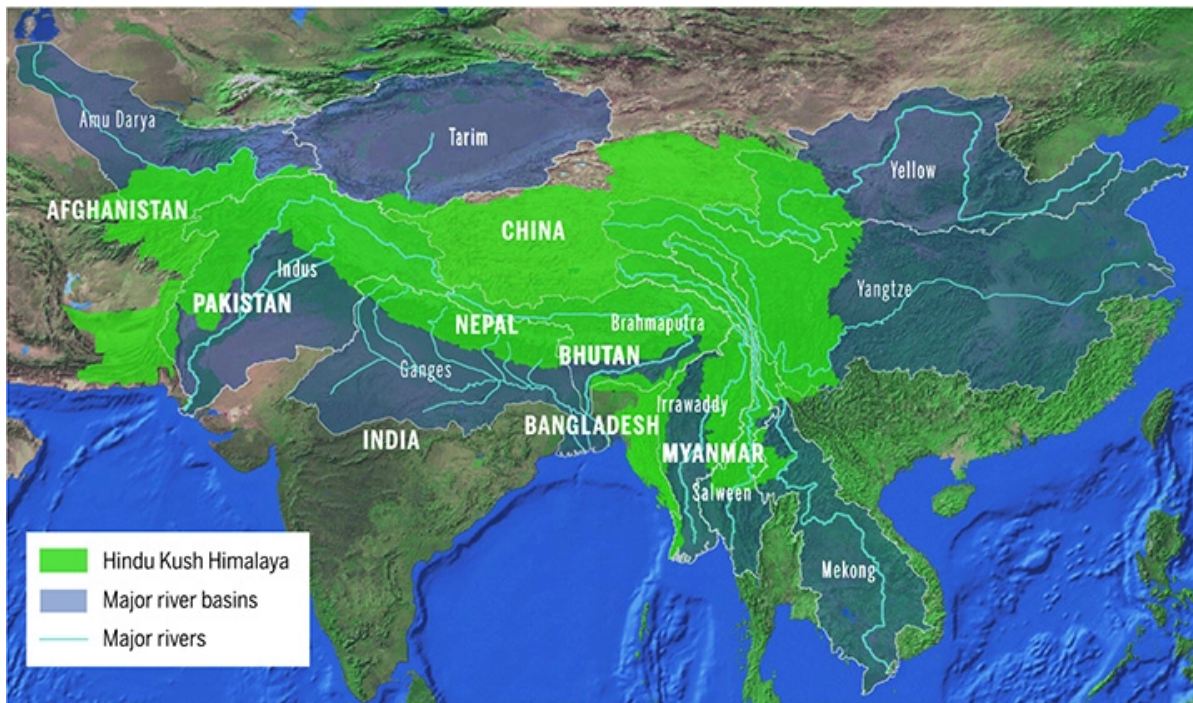 Amu Darya
Tarim
Yellow
AFGHANISTAN
CHINA
Indus
PAKISTAN
Yangtze
NEPAL
Brahmaputra
BHUTAN
Ganges
Irrawaddy
BANGLADESH
INDIA
MYANMAR
Salween
Mekong
Hindu Kush Himalaya
Major river basins
Major rivers